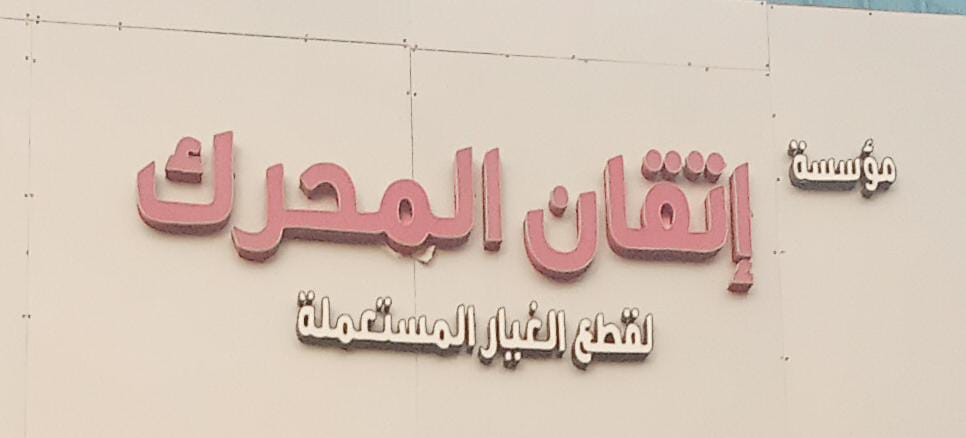 مؤسسة
إتقان المحرك
لقطع الغيار المستعملة